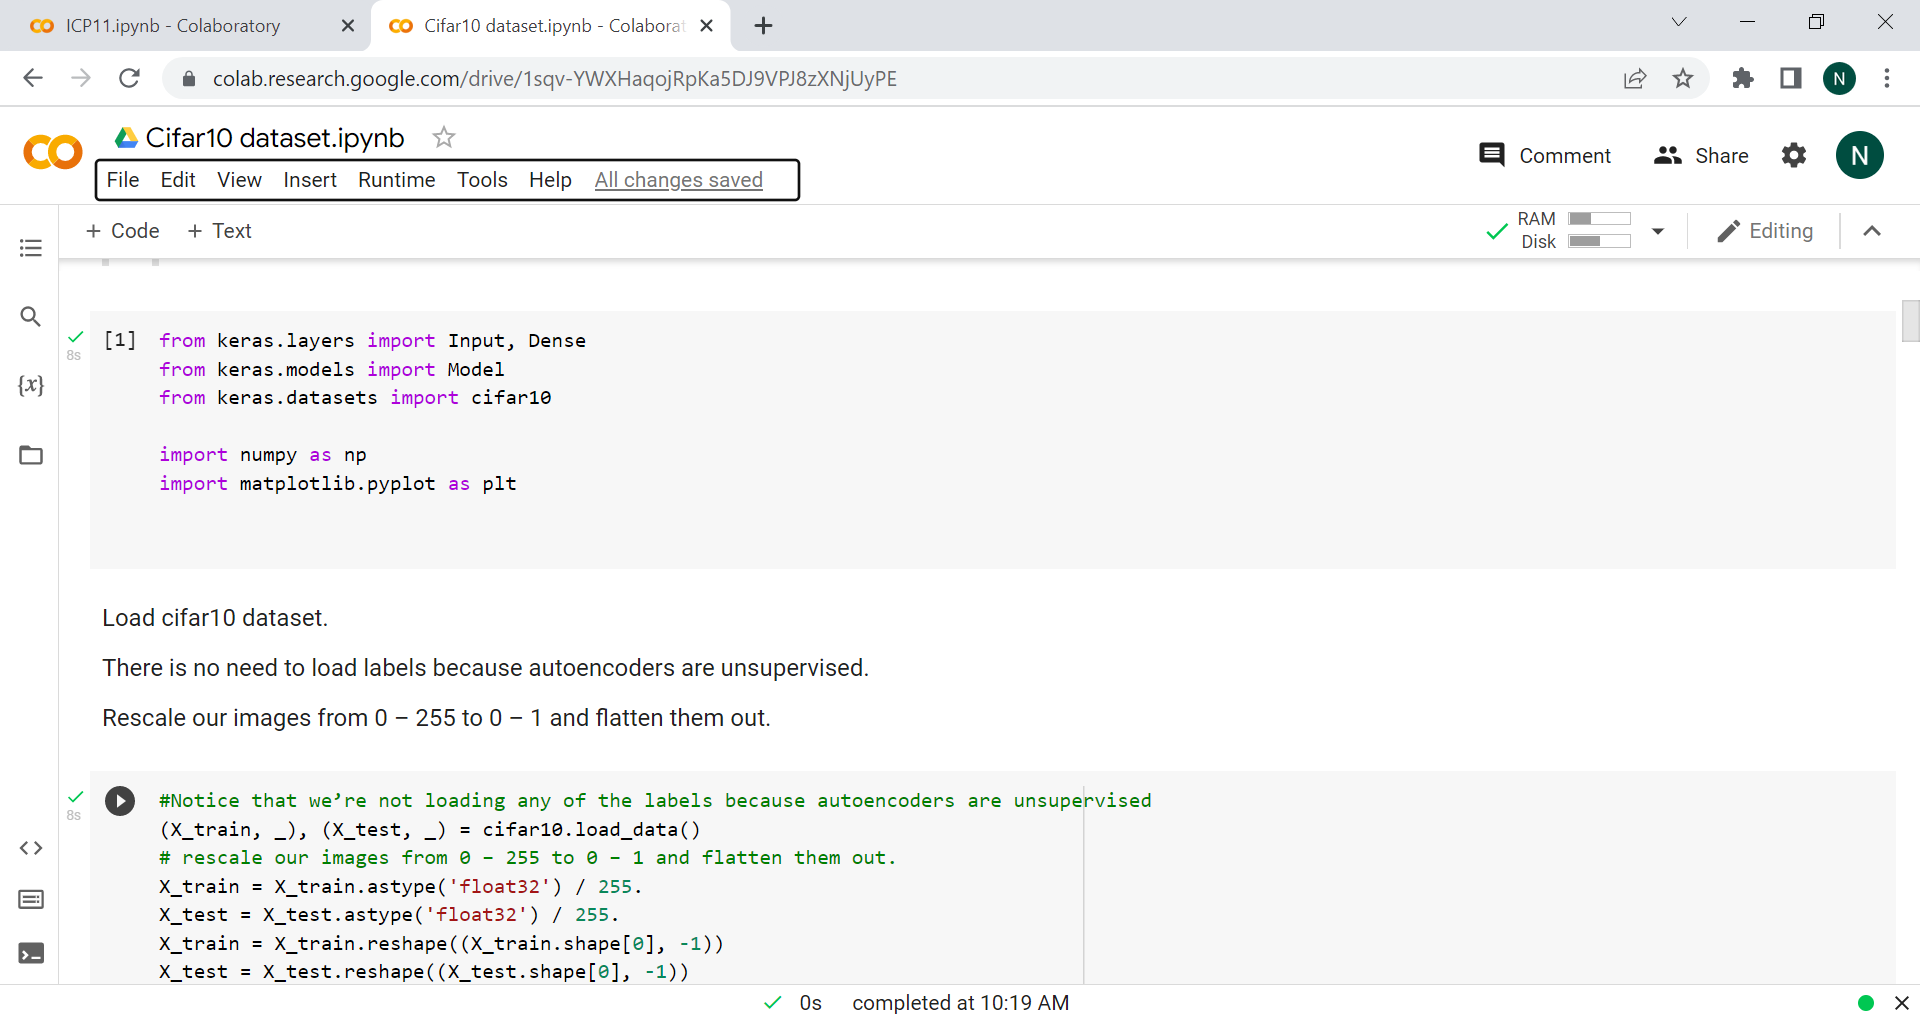 ICP11.ipynb - Colaboratory
Cifar10 dataset.ipynb - Colaborat
colab.research.google.com/drive/1sqv-YWXHaqojRpKa5DJ9VPJ8zXNjUyPE
N
Cifar10 dataset.ipynb
Comment
Share
N
File Edit View Insert Runtime Tools Help All changes saved
+ Code + Text
RAM
Disk
Editing
{x}
8s
[1] from keras.layers import Input, Dense
from keras.models import Model
from keras.datasets import cifar10
import numpy as np
import matplotlib.pyplot as plt
Load cifar10 dataset.
There is no need to load labels because autoencoders are unsupervised.
Rescale our images from 0 – 255 to 0 – 1 and flatten them out.
8s
#Notice that we’re not loading any of the labels because autoencoders are unsupervised
(X_train, _), (X_test, _) = cifar10.load_data()
# rescale our images from 0 – 255 to 0 – 1 and flatten them out.
X_train = X_train.astype('float32') / 255.
X_test = X_test.astype('float32') / 255.
X_train = X_train.reshape((X_train.shape[0], -1))
X_test = X_test.reshape((X_test.shape[0], -1))
0s completed at 10:19 AM